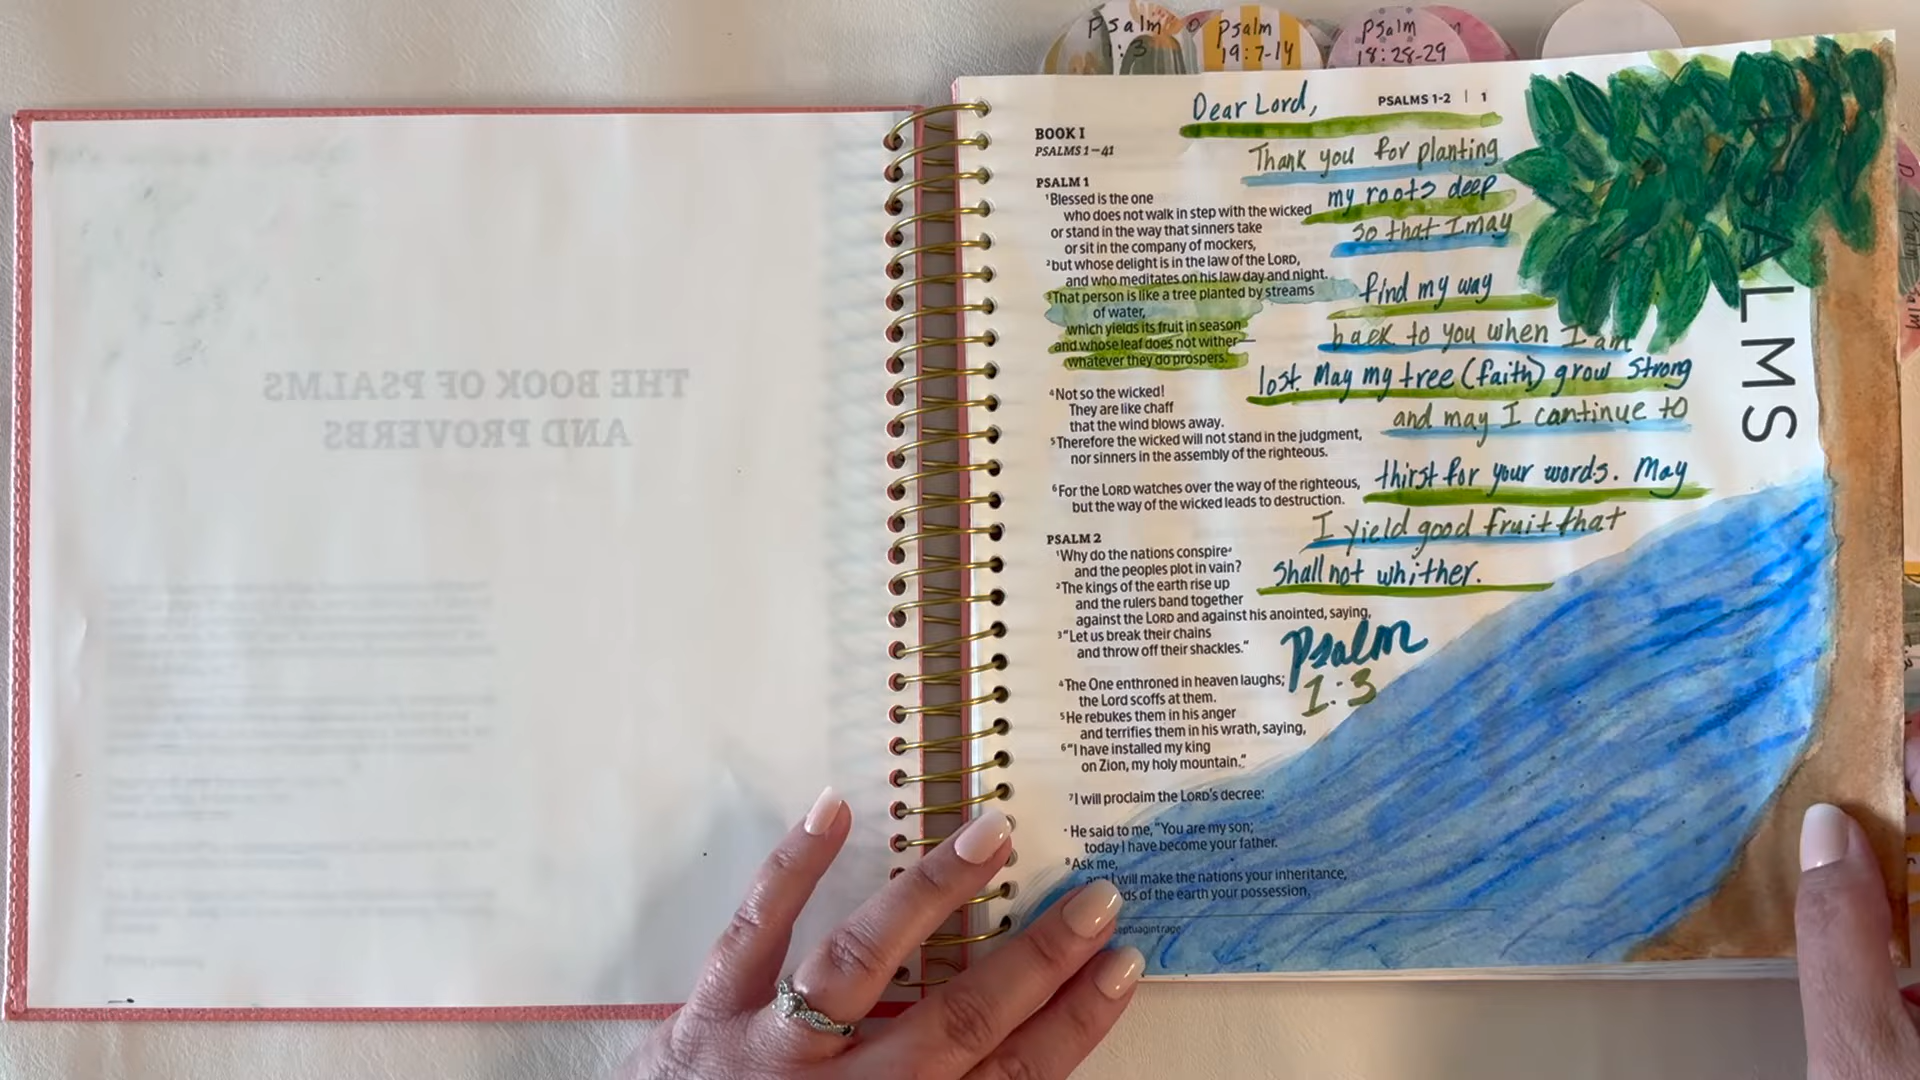 Psalm
1:3
Psalm
19:7-14
Psalm
18:28-29
THE BOOK OF PSALMS
AND PROVERBS
PSALMS 1-2 | 1
BOOK I
PSALMS 1–41
PSALM 1
1Blessed is the one
who does not walk in step with the wicked
or stand in the way that sinners take
or sit in the company of mockers,
2but whose delight is in the law of the LORD,
and who meditates on his law day and night.
3That person is like a tree planted by streams
of water,
which yields its fruit in season
and whose leaf does not wither—
whatever they do prospers.
4Not so the wicked!
They are like chaff
that the wind blows away.
5Therefore the wicked will not stand in the judgment,
nor sinners in the assembly of the righteous.
6For the LORD watches over the way of the righteous,
but the way of the wicked leads to destruction.
PSALM 2
1Why do the nations conspirea
and the peoples plot in vain?
2The kings of the earth rise up
and the rulers band together
against the LORD and against his anointed, saying,
3"Let us break their chains
and throw off their shackles."
4The One enthroned in heaven laughs;
the Lord scoffs at them.
5He rebukes them in his anger
and terrifies them in his wrath, saying,
6"I have installed my king
on Zion, my holy mountain."
7I will proclaim the LORD's decree:
He said to me, "You are my son;
today I have become your father.
8Ask me,
I will make the nations your inheritance,
of the earth your possession,
Dear Lord,
Thank you for planting
my roots deep
so that I may
find my way
back to you when I am
lost. May my tree (faith) grow strong
and may I continue to
thirst for your words. May
I yield good fruit that
shall not whither.
Psalm
1:3
PSALMS